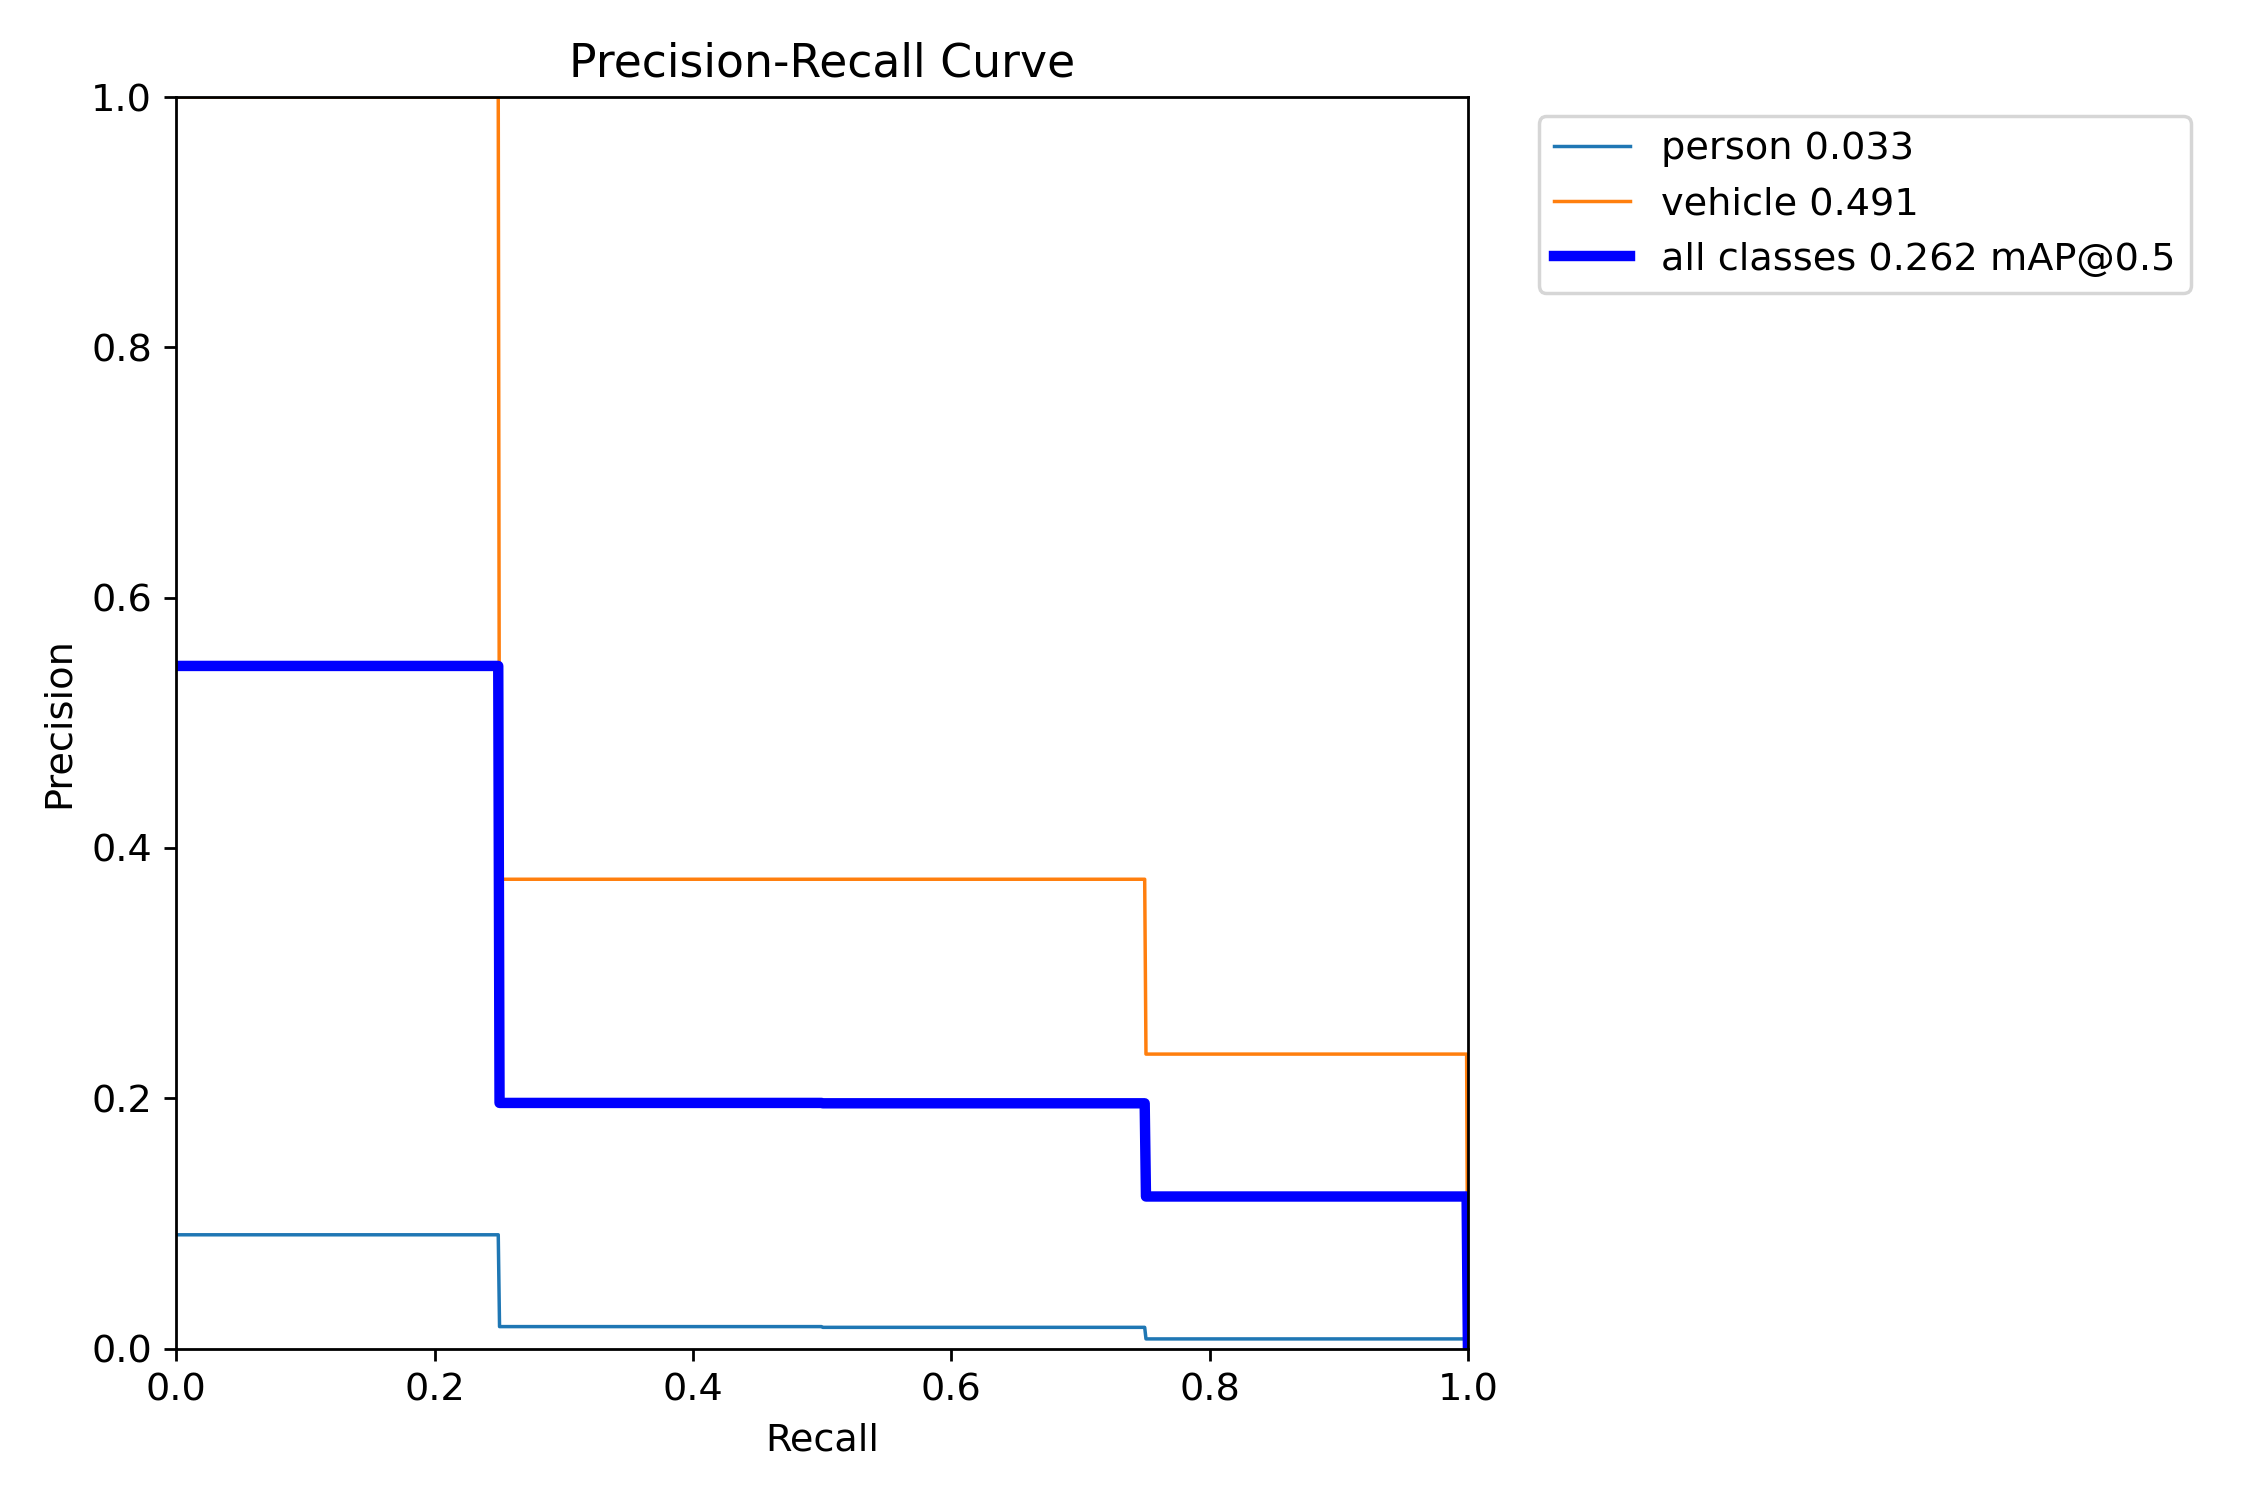 Precision-Recall Curve
person 0.033
vehicle 0.491
all classes 0.262 mAP@0.5
Precision
1.0
0.8
0.6
0.4
0.2
0.0
0.0 0.2 0.4 0.6 0.8 1.0
Recall